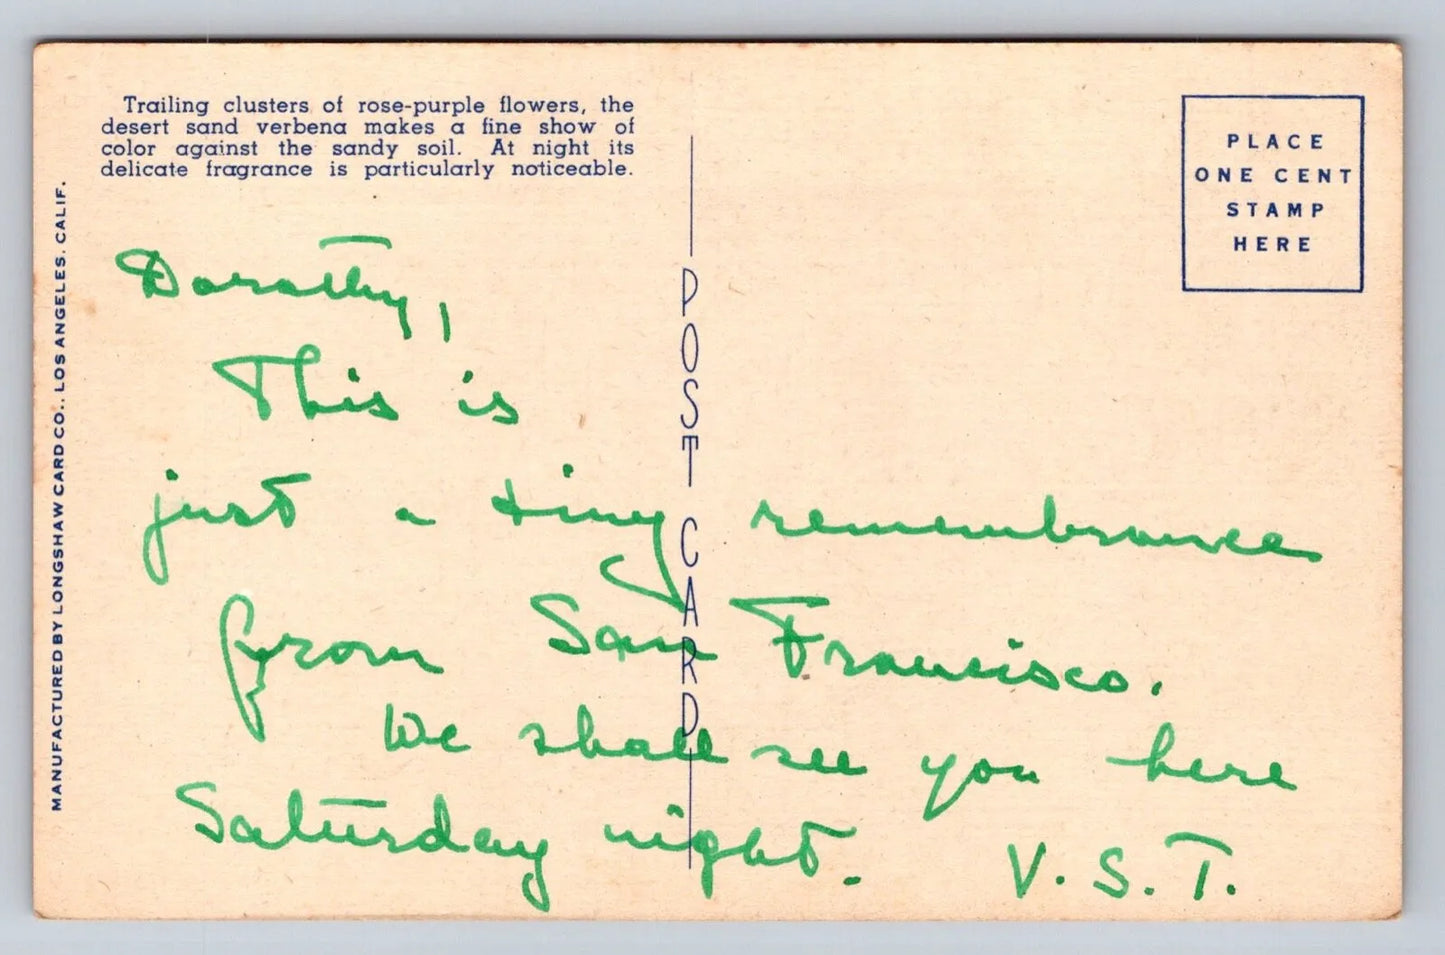 Trailing clusters of rose-purple flowers, the
desert sand verbena makes a fine show of
color against the sandy soil. At night its
delicate fragrance is particularly noticeable.
PLACE
ONE CENT
STAMP
HERE
MANUFACTURED BY LONGSHAW CARD CO., LOS ANGELES, CALIF.
POST CARD
Dorothy,
This is
just a tiny remembrance
from San Francisco.
We shall see you here
Saturday night. V.S.T.